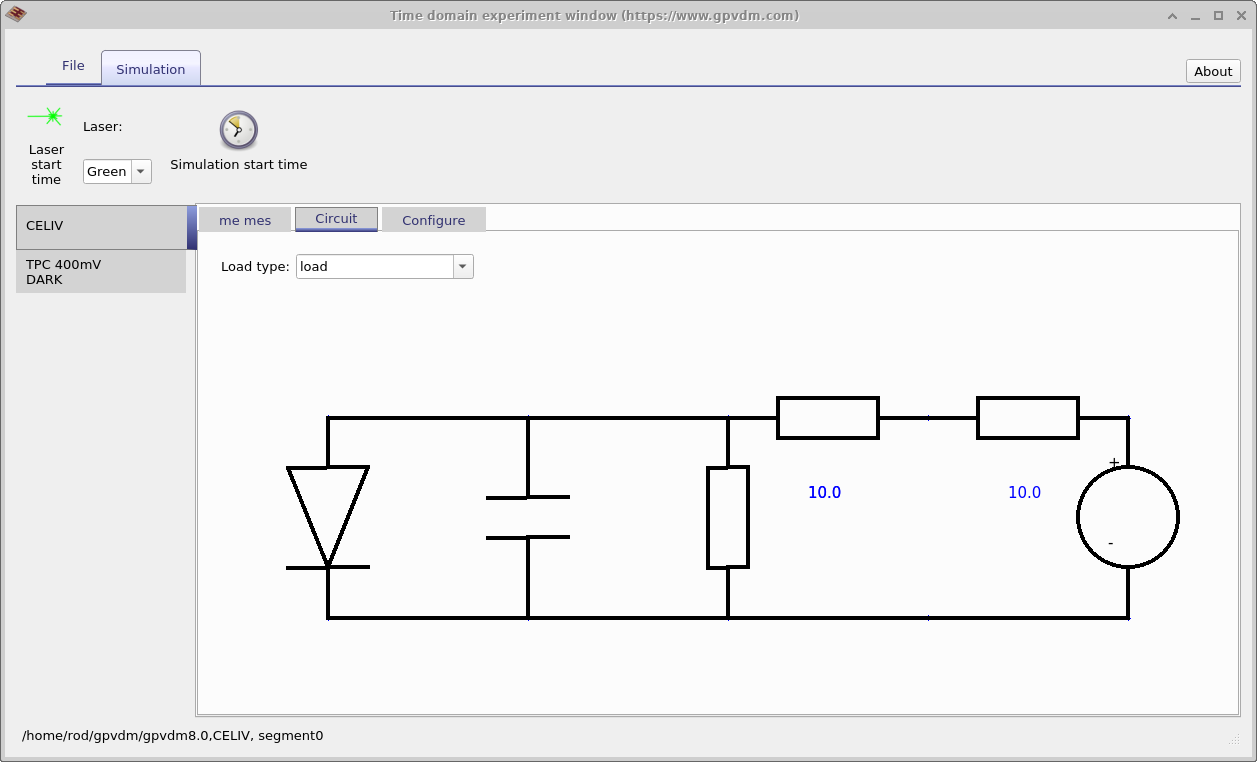 Time domain experiment window (https://www.gpvdm.com)
File
Simulation
About
Laser:
Laser
start
time
Green
Simulation start time
CELIV
TPC 400mV
DARK
me mes
Circuit
Configure
Load type:
load
10.0
10.0
+
-
/home/rod/gpvdm/gpvdm8.0,CELIV, segment0